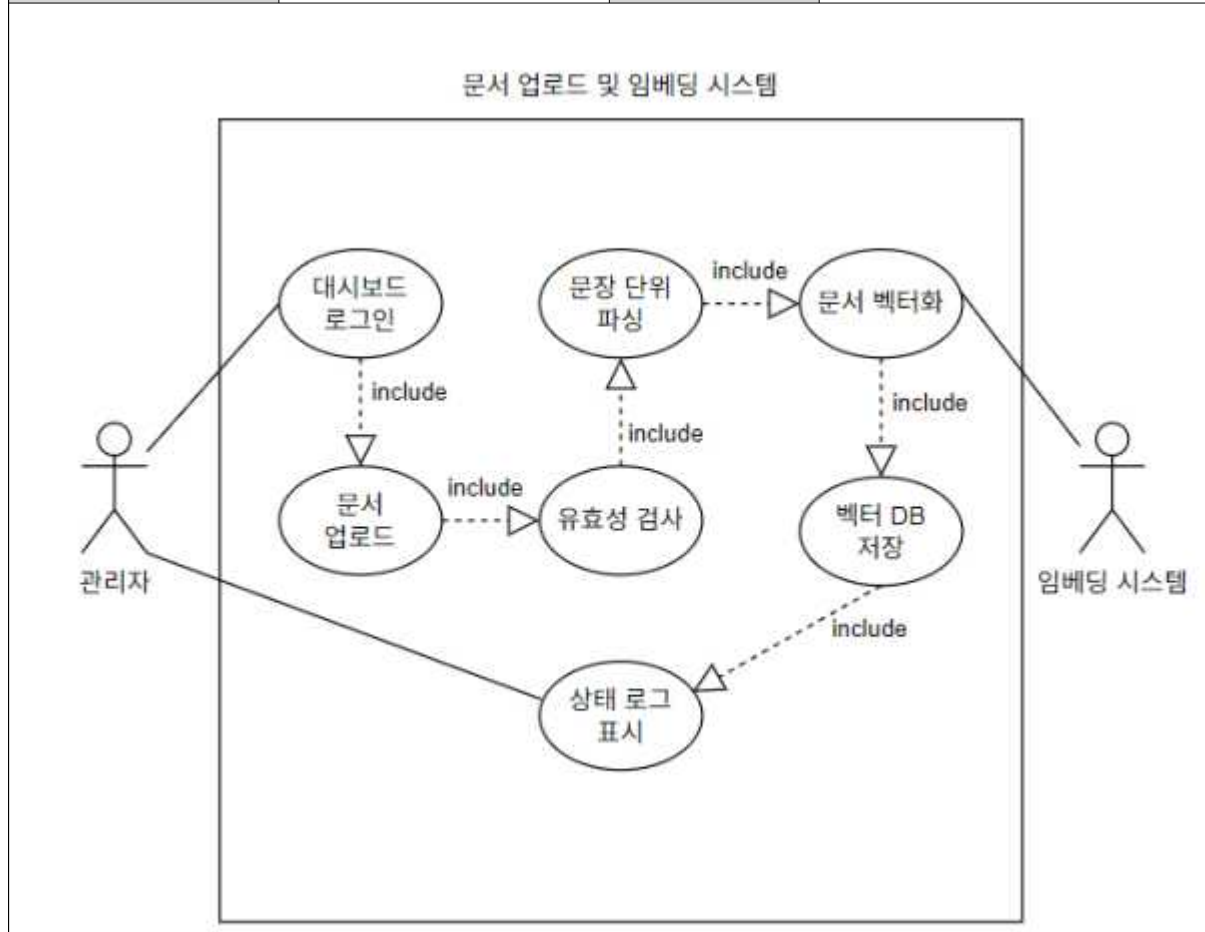 문서 업로드 및 임베딩 시스템
대시보드
로그인
include
문서
업로드
include
유효성 검사
include
문장 단위
파싱
include
문서 벡터화
include
벡터 DB
저장
include
상태 로그
표시
관리자
임베딩 시스템